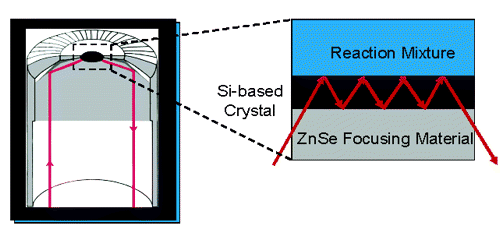 Reaction Mixture
Si-based
Crystal
ZnSe Focusing Material